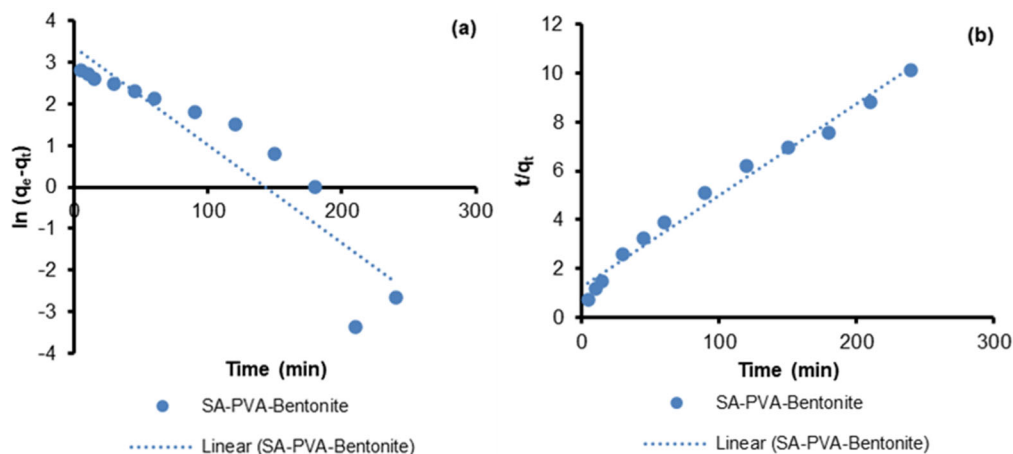 (a)
ln (qe-qt)
4
3
2
1
0
-1
-2
-3
-4
0
100
200
300
Time (min)
SA-PVA-Bentonite
Linear (SA-PVA-Bentonite)
(b)
t/qt
12
10
8
6
4
2
0
0
100
200
300
Time (min)
SA-PVA-Bentonite
Linear (SA-PVA-Bentonite)